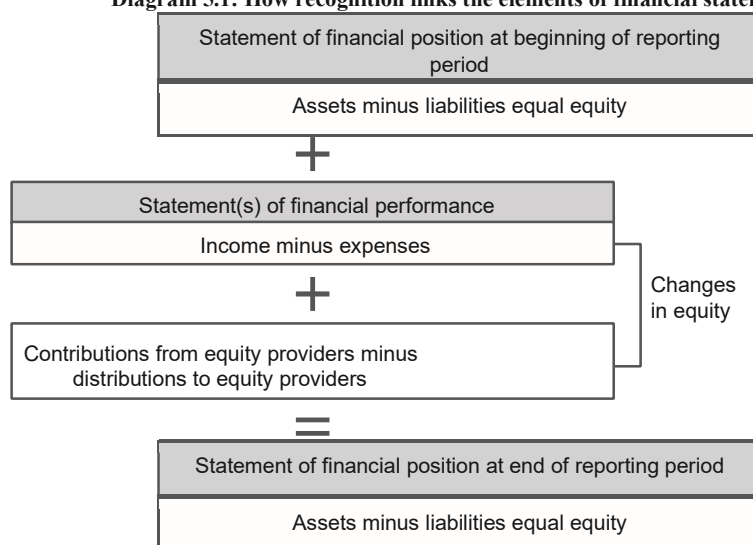 Diagram 5.1: How recognition links the elements of financial
Statement of financial position at beginning of reporting
period
Assets minus liabilities equal equity
+
Statement(s) of financial performance
Income minus expenses
+
Changes
in equity
Contributions from equity providers minus
distributions to equity providers
=
Statement of financial position at end of reporting period
Assets minus liabilities equal equity